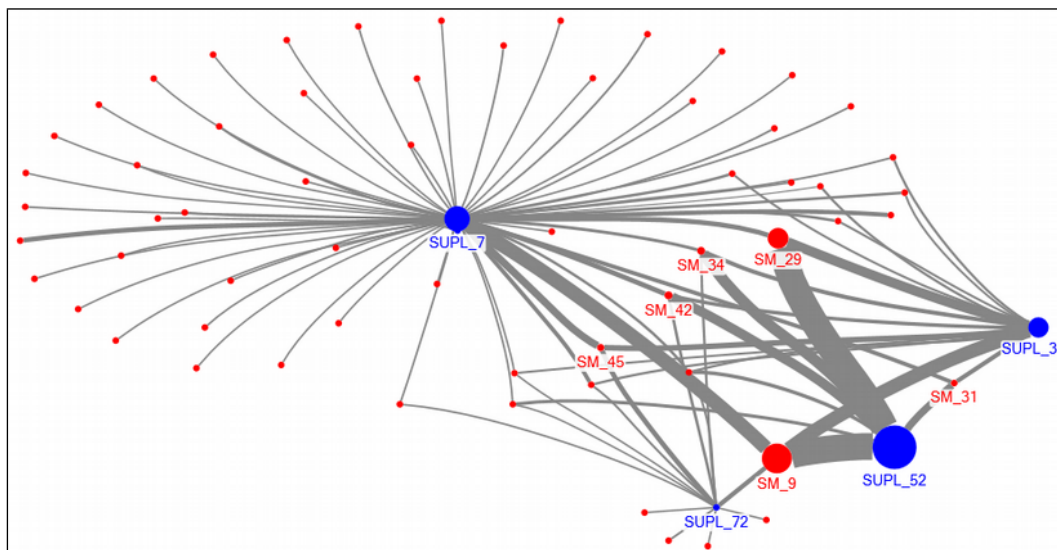 SUPL_7
SM_29
SM_34
SM_42
SUPL_3
SM_45
SM_31
SM_9
SUPL_52
SUPL_72